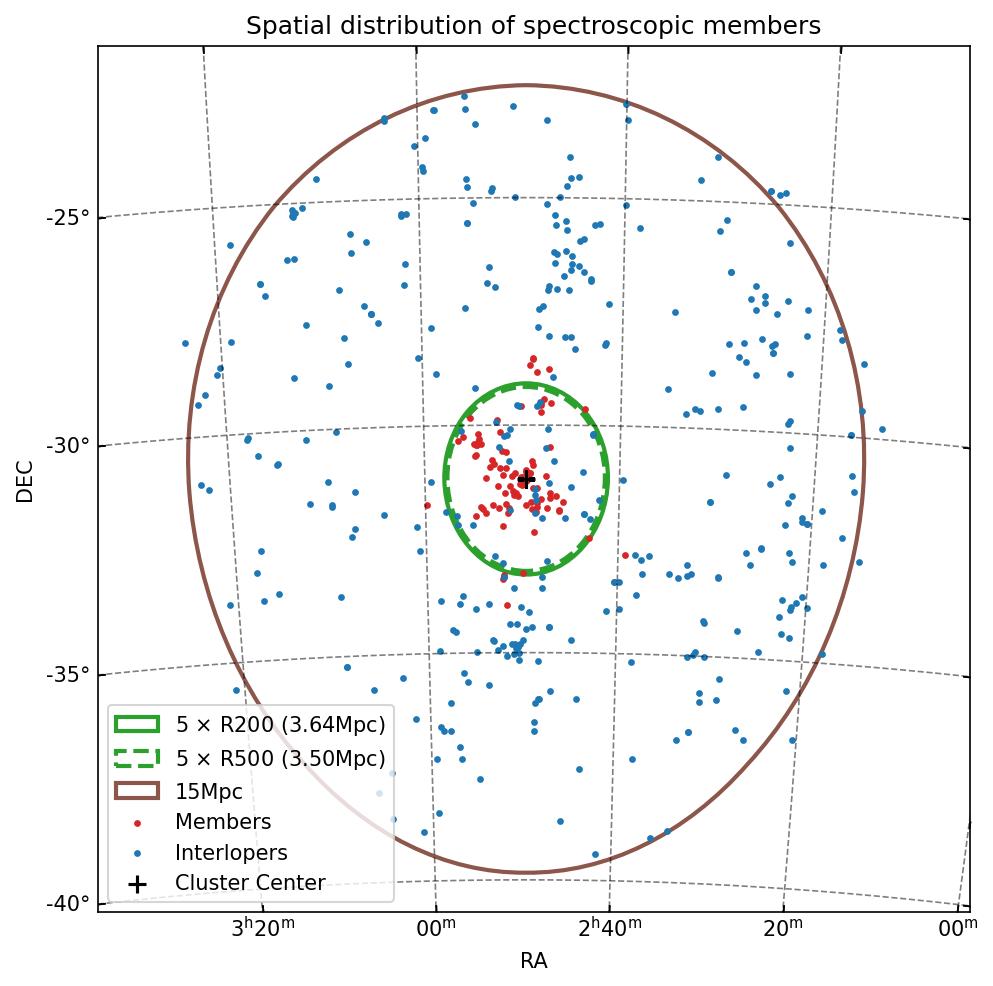 Spatial distribution of spectroscopic members
-25°
-30°
DEC
-35°
-40°
5 × R200 (3.64Mpc)
5 × R500 (3.50Mpc)
15Mpc
Members
Interlopers
Cluster Center
3ʰ20ᵐ
00ᵐ
2ʰ40ᵐ
20ᵐ
00ᵐ
RA